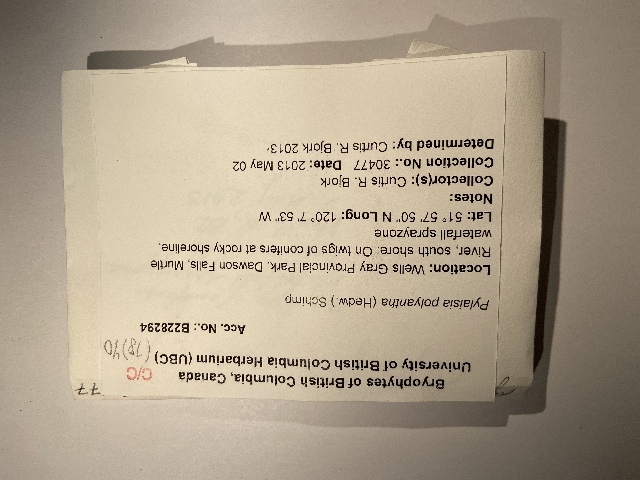 77
C/C
Bryophytes of British Columbia, Canada
University of British Columbia Herbarium (UBC)
(78)40
Acc. No.: B228294
Pylaisia polyantha (Hedw.) Schimp
Location: Wells Gray Provincial Park, Dawson Falls, Murtle
River, south shore. On twigs of conifers at rocky shoreline,
waterfall sprayzone
Lat: 51° 57' 50" N Long: 120° 7' 53" W
Notes:
Collector(s): Curtis R. Bjork
Collection No.: 30477 Date: 2013 May 02
Determined by: Curtis R. Bjork 2013-